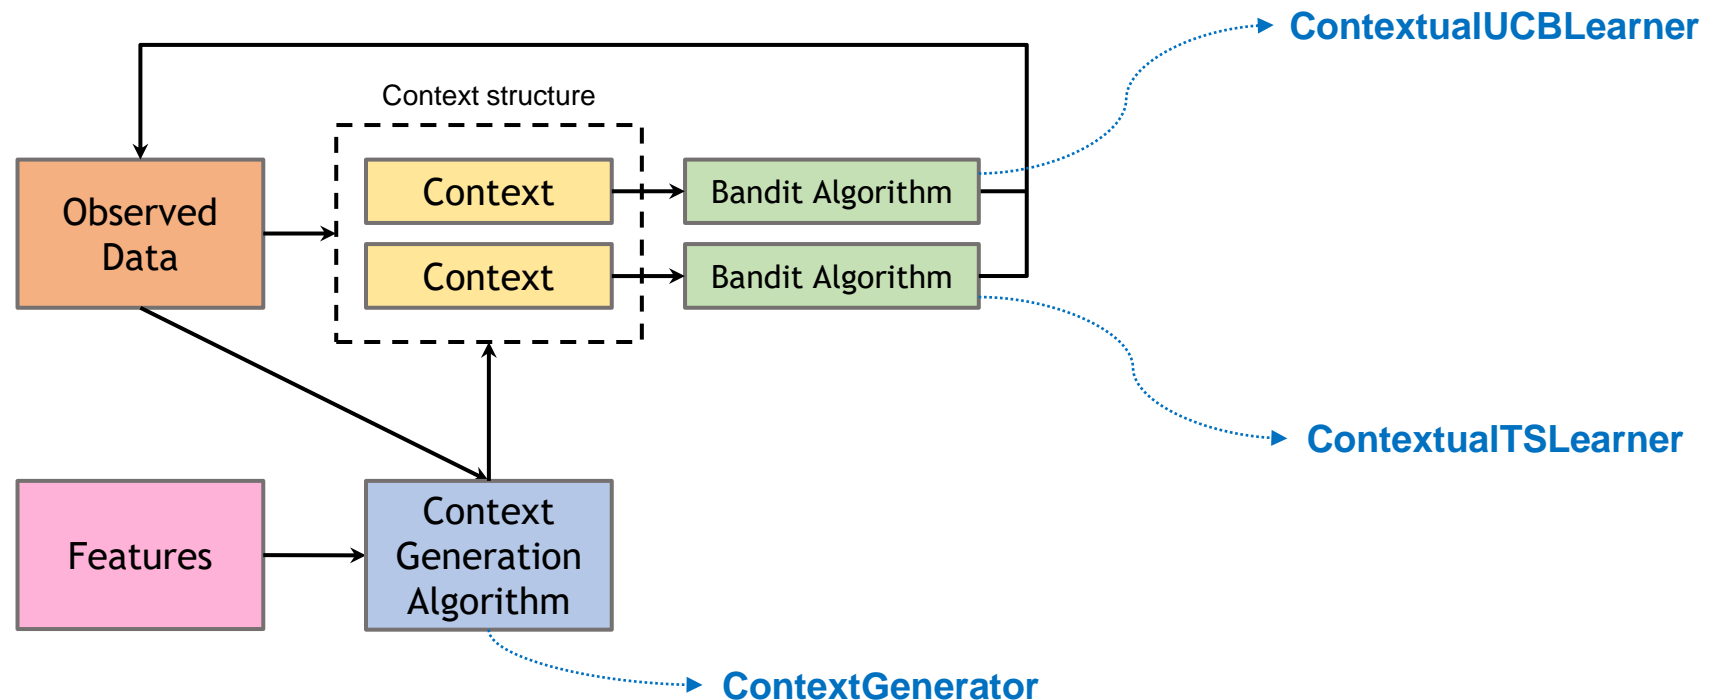 ContextualUCBLearner
Context structure
Observed
Data
Context
Bandit Algorithm
Context
Bandit Algorithm
ContextualTSLearner
Features
Context
Generation
Algorithm
ContextGenerator